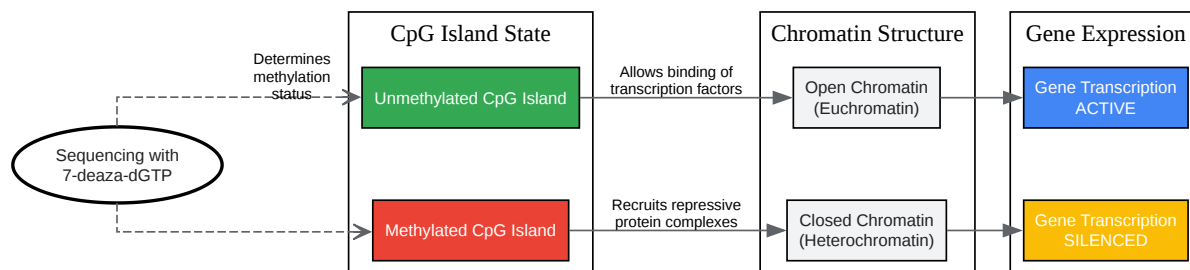 CpG Island State
Chromatin Structure
Gene Expression
Determines
methylation
status
Unmethylated CpG Island
Allows binding of
transcription factors
Open Chromatin
(Euchromatin)
Gene Transcription
ACTIVE
Sequencing with
7-deaza-dGTP
Methylated CpG Island
Recruits repressive
protein complexes
Closed Chromatin
(Heterochromatin)
Gene Transcription
SILENCED